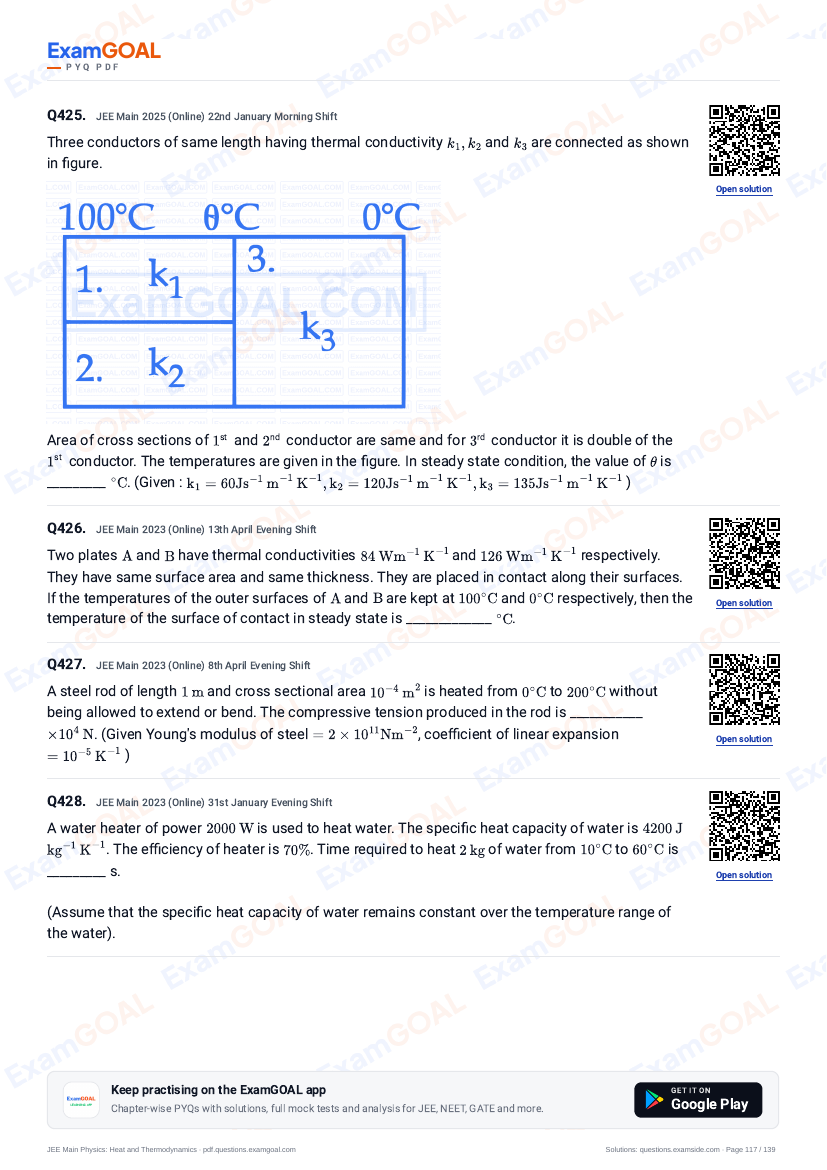 ExamGOAL
PYQ PDF
Q425. JEE Main 2025 (Online) 22nd January Morning Shift
Three conductors of same length having thermal conductivity k₁, k₂ and k₃ are connected as shown
in figure.
Open solution
100°C θ°C 0°C
1. k₁ 3.
ExamGOAL.COM
k₃
2. k₂
Area of cross sections of 1ˢᵗ and 2ⁿᵈ conductor are same and for 3ʳᵈ conductor it is double of the
1ˢᵗ conductor. The temperatures are given in the figure. In steady state condition, the value of θ is
_________ °C. (Given : k₁ = 60Js⁻¹ m⁻¹ K⁻¹, k₂ = 120Js⁻¹ m⁻¹ K⁻¹, k₃ = 135Js⁻¹ m⁻¹ K⁻¹ )
Q426. JEE Main 2023 (Online) 13th April Evening Shift
Two plates A and B have thermal conductivities 84 Wm⁻¹ K⁻¹ and 126 Wm⁻¹ K⁻¹ respectively.
They have same surface area and same thickness. They are placed in contact along their surfaces.
If the temperatures of the outer surfaces of A and B are kept at 100°C and 0°C respectively, then the
temperature of the surface of contact in steady state is _____________ °C.
Open solution
Q427. JEE Main 2023 (Online) 8th April Evening Shift
A steel rod of length 1 m and cross sectional area 10⁻⁴ m² is heated from 0°C to 200°C without
being allowed to extend or bend. The compressive tension produced in the rod is ___________
×10⁴ N. (Given Young's modulus of steel = 2 × 10¹¹Nm⁻², coefficient of linear expansion
= 10⁻⁵ K⁻¹ )
Open solution
Q428. JEE Main 2023 (Online) 31st January Evening Shift
A water heater of power 2000 W is used to heat water. The specific heat capacity of water is 4200 J
kg⁻¹ K⁻¹. The efficiency of heater is 70%. Time required to heat 2 kg of water from 10°C to 60°C is
_________ s.
Open solution
(Assume that the specific heat capacity of water remains constant over the temperature range of
the water).
ExamGOAL
Keep practising on the ExamGOAL app
Chapter-wise PYQs with solutions, full mock tests and analysis for JEE, NEET, GATE and more.
GET IT ON
Google Play
JEE Main Physics: Heat and Thermodynamics · pdf.questions.examgoal.com
Solutions: questions.examside.com · Page 117 / 139